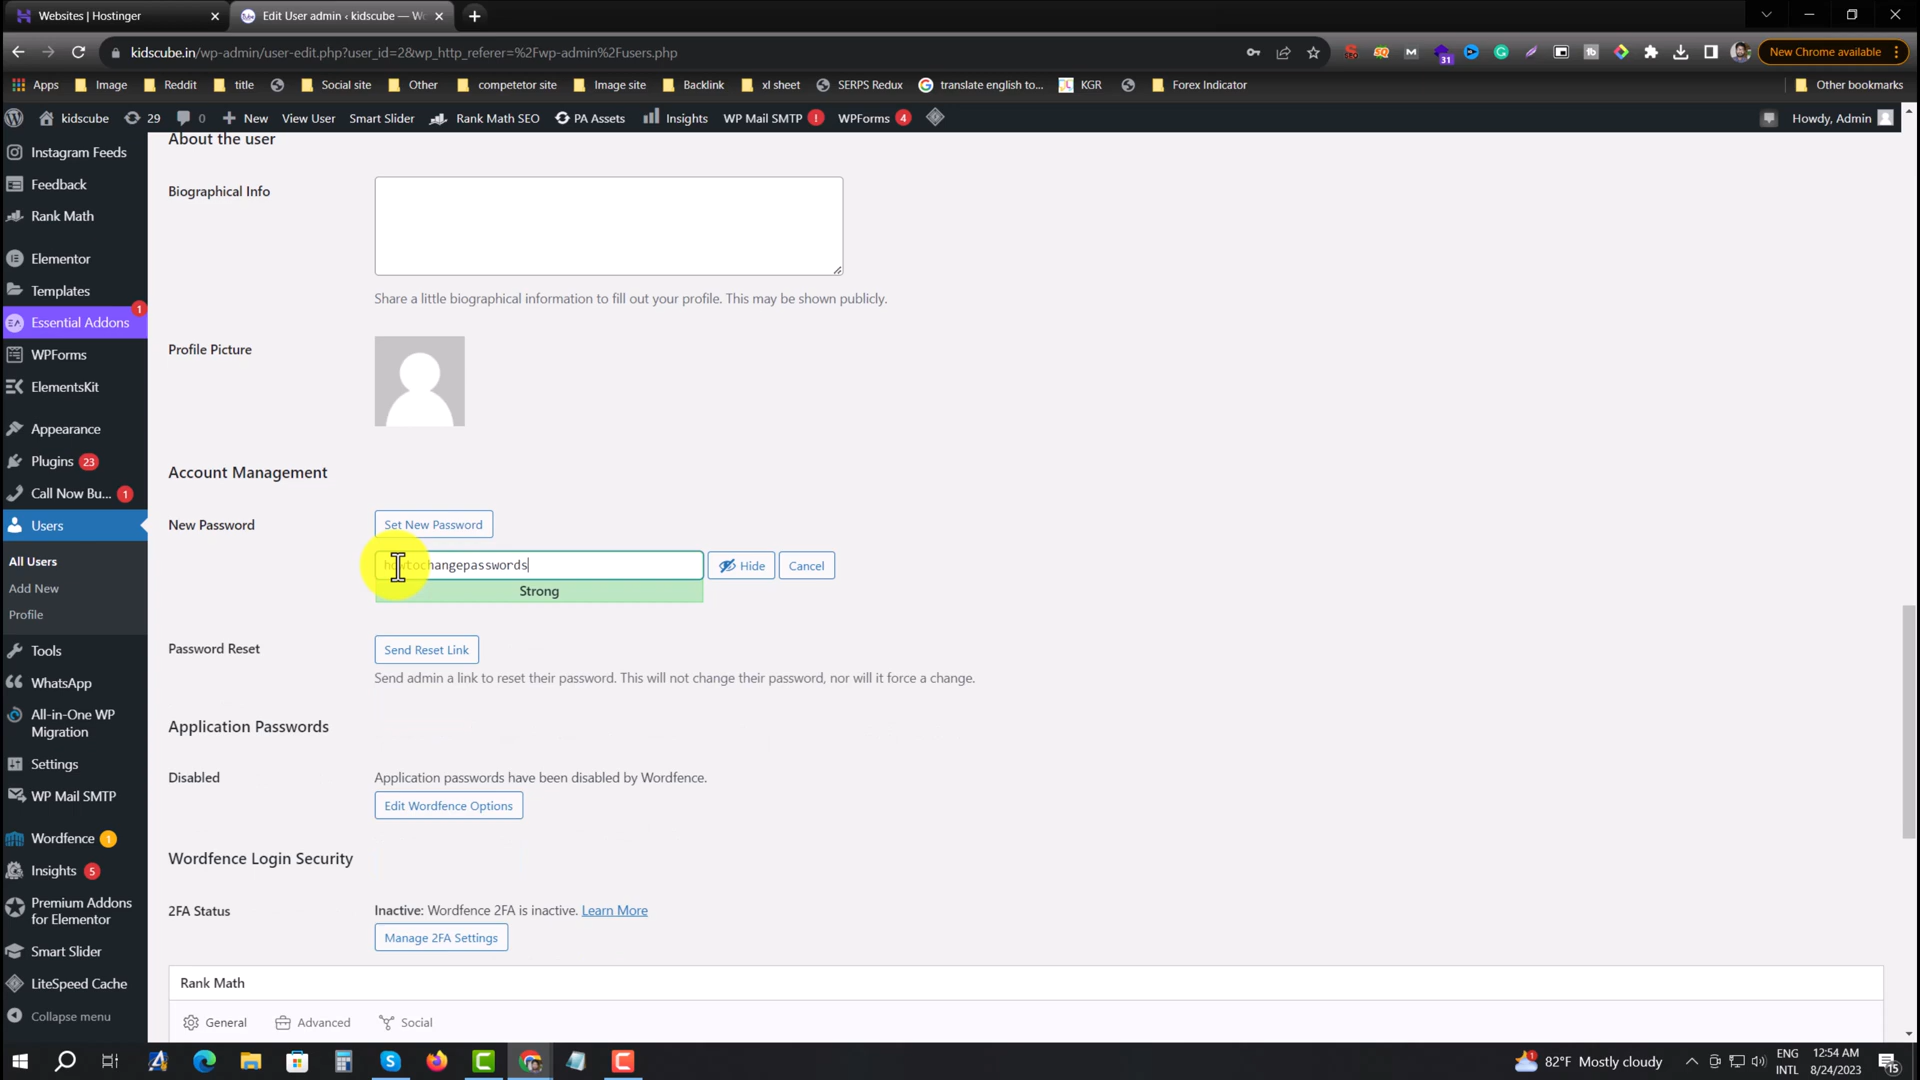 Websites | Hostinger
Edit User admin ‹ kidscube — Wo
kidscube.in/wp-admin/user-edit.php?user_id=2&wp_http_referer=%2Fwp-admin%2Fusers.php
31
New Chrome available
Apps Image Reddit title Social site Other competetor site Image site Backlink xl sheet SERPS Redux translate english to... KGR Forex Indicator Other bookmarks
kidscube 29 0 New View User Smart Slider Rank Math SEO PA Assets Insights WP Mail SMTP ! WPForms 4 Howdy, Admin
Instagram Feeds
Feedback
Rank Math
Elementor
Templates
Essential Addons 1
WPForms
ElementsKit
Appearance
Plugins 23
Call Now Bu... 1
Users
All Users
Add New
Profile
Tools
WhatsApp
All-in-One WP
Migration
Settings
WP Mail SMTP
Wordfence 1
Insights 5
Premium Addons
for Elementor
Smart Slider
LiteSpeed Cache
Collapse menu
About the user
Biographical Info
Share a little biographical information to fill out your profile. This may be shown publicly.
Profile Picture
Account Management
New Password
Set New Password
howtochangepasswords
Hide
Cancel
Strong
Password Reset
Send Reset Link
Send admin a link to reset their password. This will not change their password, nor will it force a change.
Application Passwords
Disabled
Application passwords have been disabled by Wordfence.
Edit Wordfence Options
Wordfence Login Security
2FA Status
Inactive: Wordfence 2FA is inactive. Learn More
Manage 2FA Settings
Rank Math
General Advanced Social
82°F Mostly cloudy
ENG
INTL
12:54 AM
8/24/2023
15